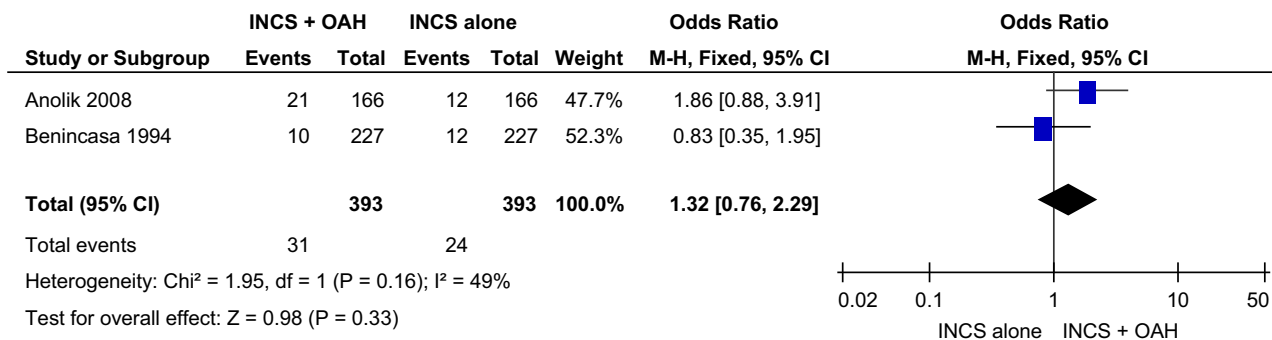 INCS + OAH INCS alone Odds Ratio Odds Ratio
Study or Subgroup Events Total Events Total Weight M-H, Fixed, 95% CI M-H, Fixed, 95% CI
Anolik 2008 21 166 12 166 47.7% 1.86 [0.88, 3.91]
Benincasa 1994 10 227 12 227 52.3% 0.83 [0.35, 1.95]
Total (95% CI) 393 393 100.0% 1.32 [0.76, 2.29]
Total events 31 24
Heterogeneity: Chi² = 1.95, df = 1 (P = 0.16); I² = 49%
Test for overall effect: Z = 0.98 (P = 0.33)
0.02 0.1 1 10 50
INCS alone INCS + OAH